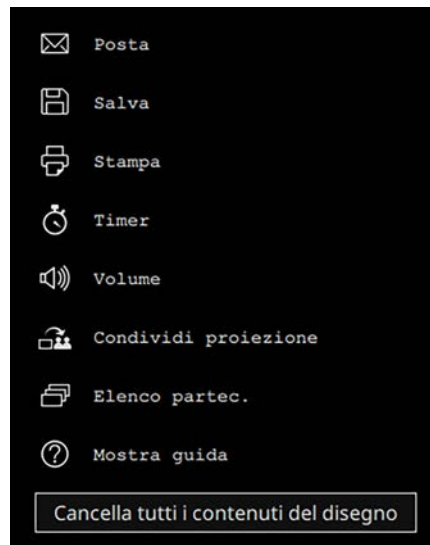 Posta
Salva
Stampa
Timer
Volume
Condividi proiezione
Elenco partec.
Mostra guida
Cancella tutti i contenuti del disegno